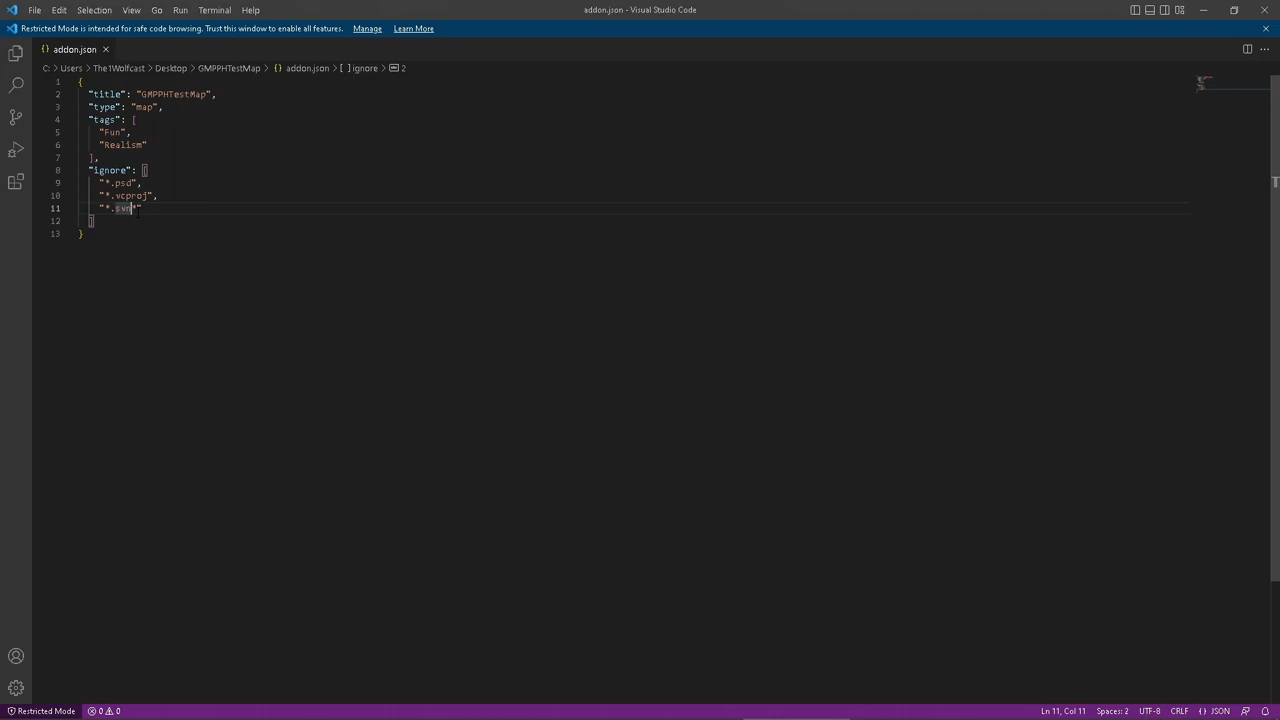 File Edit Selection View Go Run Terminal Help addon.json - Visual Studio Code
Restricted Mode is intended for safe code browsing. Trust this window to enable all features. Manage Learn More
{} addon.json ×
C: > Users > The1Wolfcast > Desktop > GMPPHTestMap > {} addon.json > [ ] ignore > 2
1 {
2 "title": "GMPPHTestMap",
3 "type": "map",
4 "tags": [
5 "Fun",
6 "Realism"
7 ],
8 "ignore": [
9 "*.psd",
10 "*.vcproj",
11 "*.svn*"
12 ]
13 }
Restricted Mode 0 0 Ln 11, Col 11 Spaces: 2 UTF-8 CRLF {} JSON